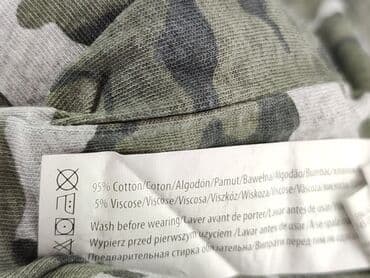 95% Cotton/Coton/Algodón/Pamut/Bawełna/Algodão/Bumbac/
5% Viscose/Viscose/Viscosa/Viszkóz/Wiskoza/Viscose/Vâscoză/
Wash before wearing/Laver avant de porter/Lavar antes de usar/
Wypierz przed pierwszym użyciem/Lavar antes de usar/
Предварительная стирка обязательна/Випрати перед тим